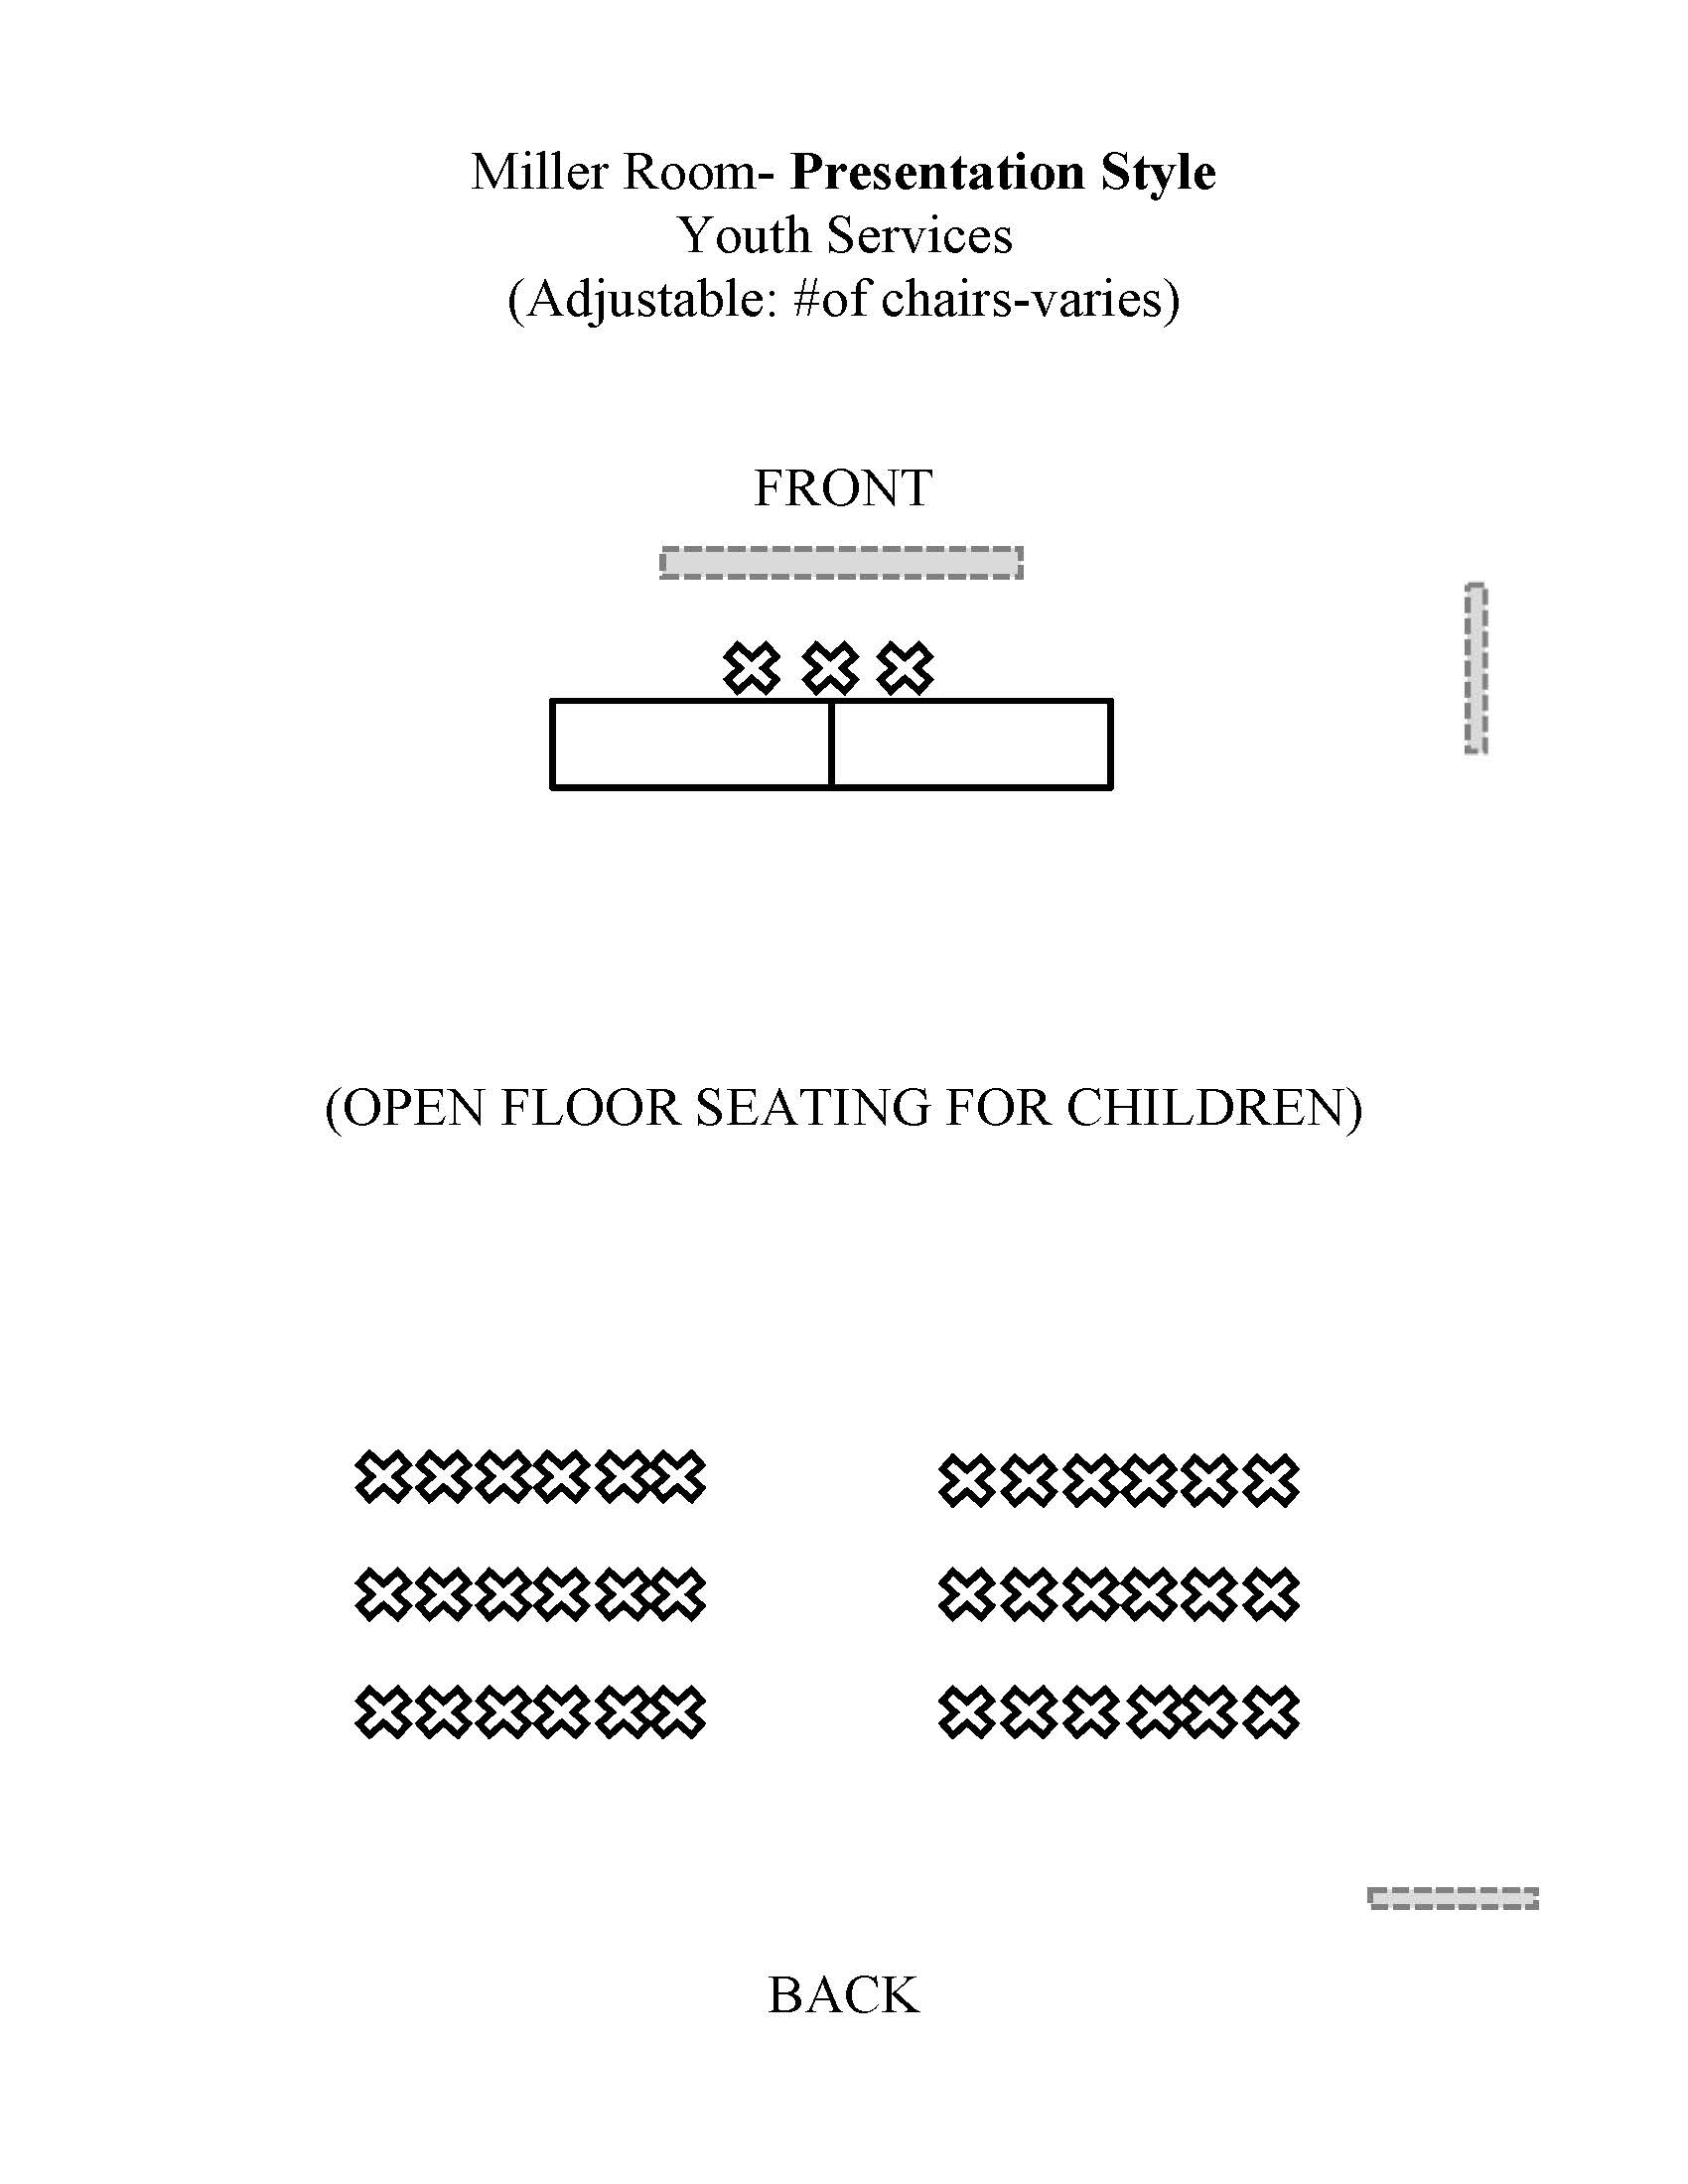 Miller Room- Presentation Style
Youth Services
(Adjustable: #of chairs-varies)
FRONT
(OPEN FLOOR SEATING FOR CHILDREN)
BACK